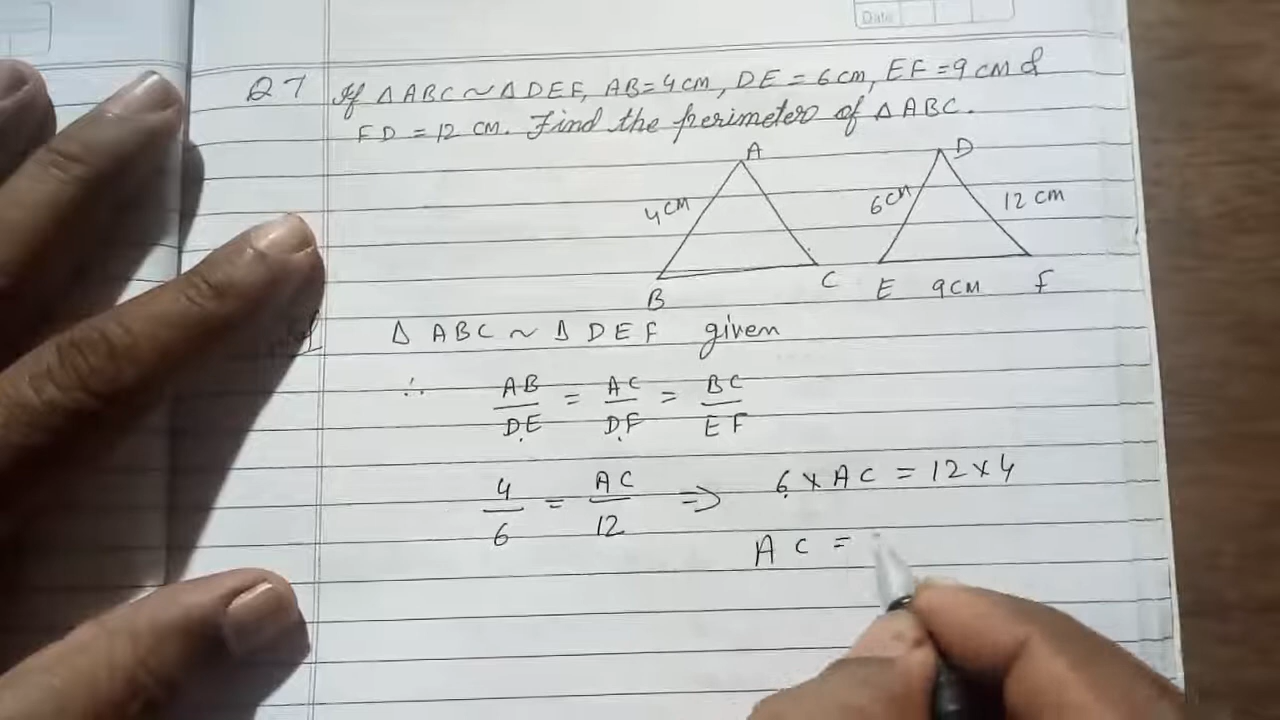 Date
Q7 If △ABC ~ △DEF, AB=4cm, DE=6cm, EF=9cm &
FD=12 cm. Find the perimeter of △ABC.
A
D
4cm
6cm
12 cm
B
C
E
9cm
F
△ ABC ~ △ DEF given
∴ AB/DE = AC/DF = BC/EF
4/6 = AC/12 ⇒ 6 × AC = 12 × 4
AC =